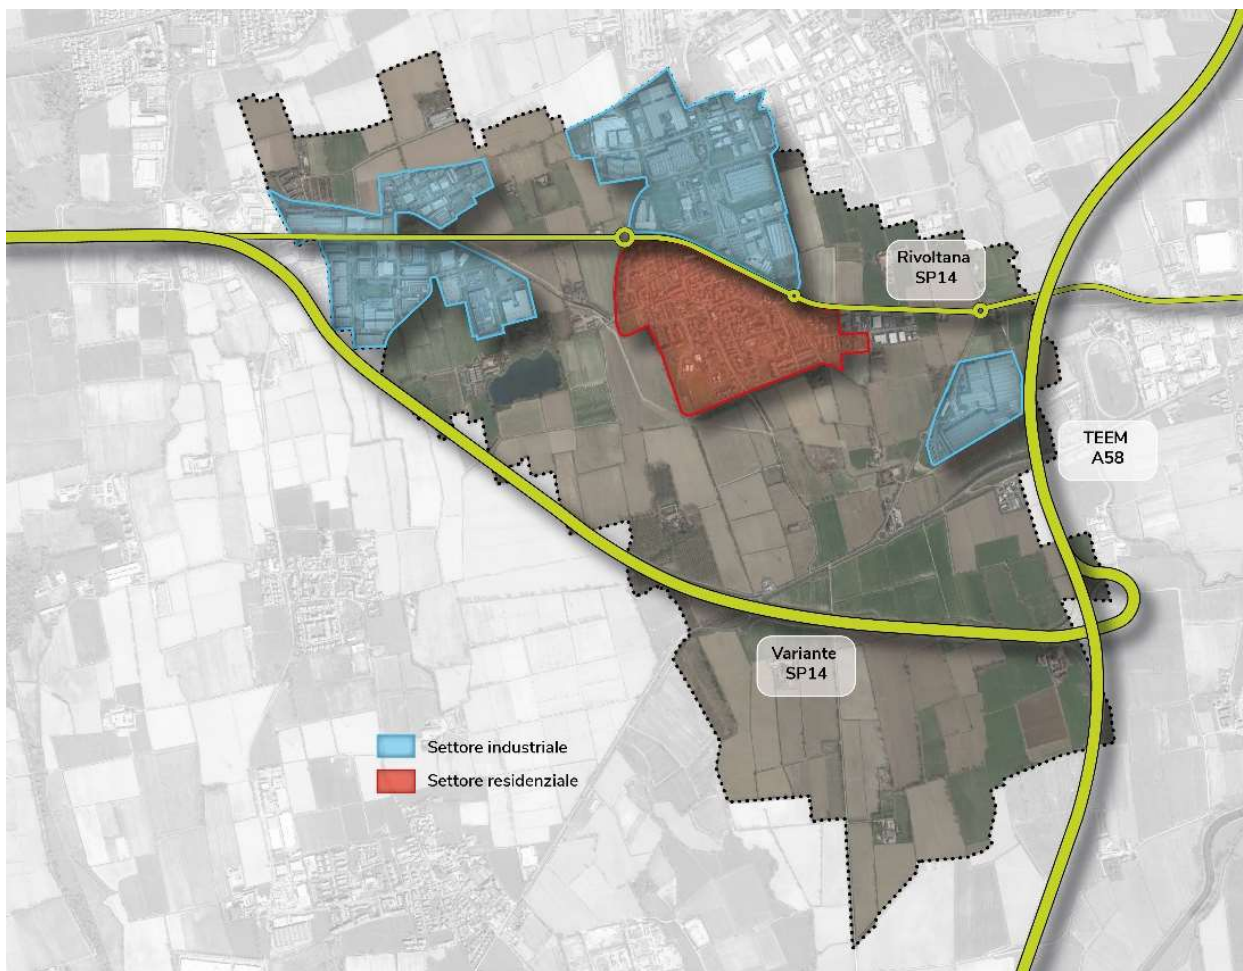 Rivoltana
SP14
TEEM
A58
Variante
SP14
Settore industriale
Settore residenziale